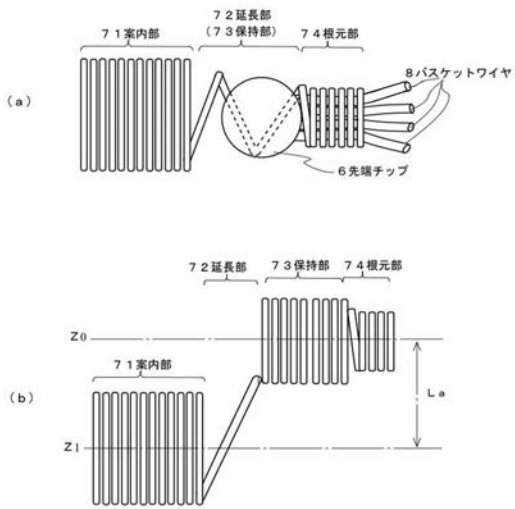 72延長部
71案内部 (73保持部) 74根元部
8バスケットワイヤ
(a)
6先端チップ
72延長部 73保持部 74根元部
Z0
71案内部
(b)
La
Z1